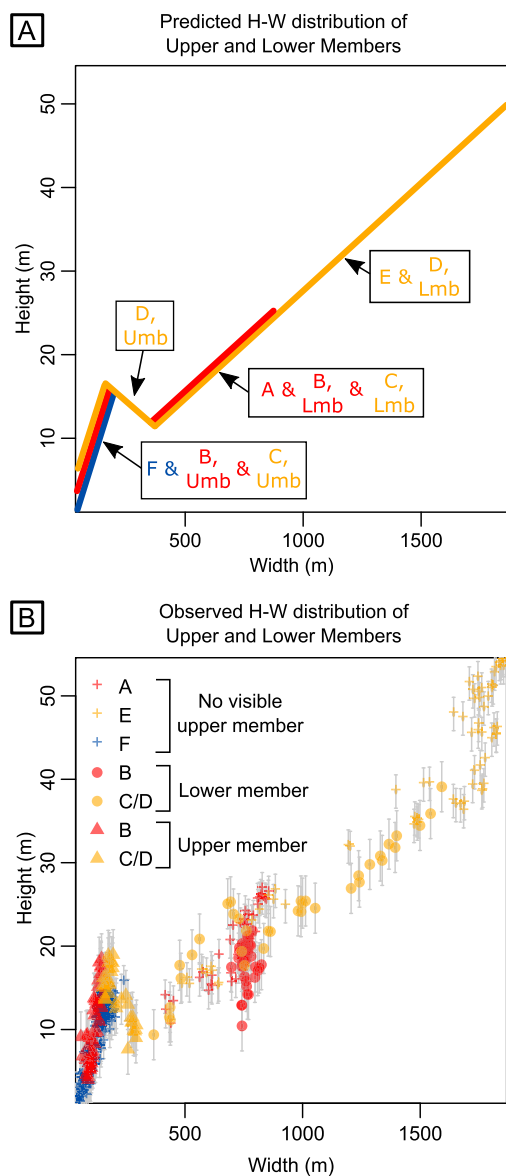 A
Predicted H-W distribution of
Upper and Lower Members
Height (m)
50
40
30
20
10
E & D,
Lmb
D,
Umb
A & B, & C,
Lmb Lmb
F & B, & C,
Umb Umb
500 1000 1500
Width (m)
B
Observed H-W distribution of
Upper and Lower Members
Height (m)
50
40
30
20
10
A
E
F
No visible
upper member
B
C/D
Lower member
B
C/D
Upper member
500 1000 1500
Width (m)